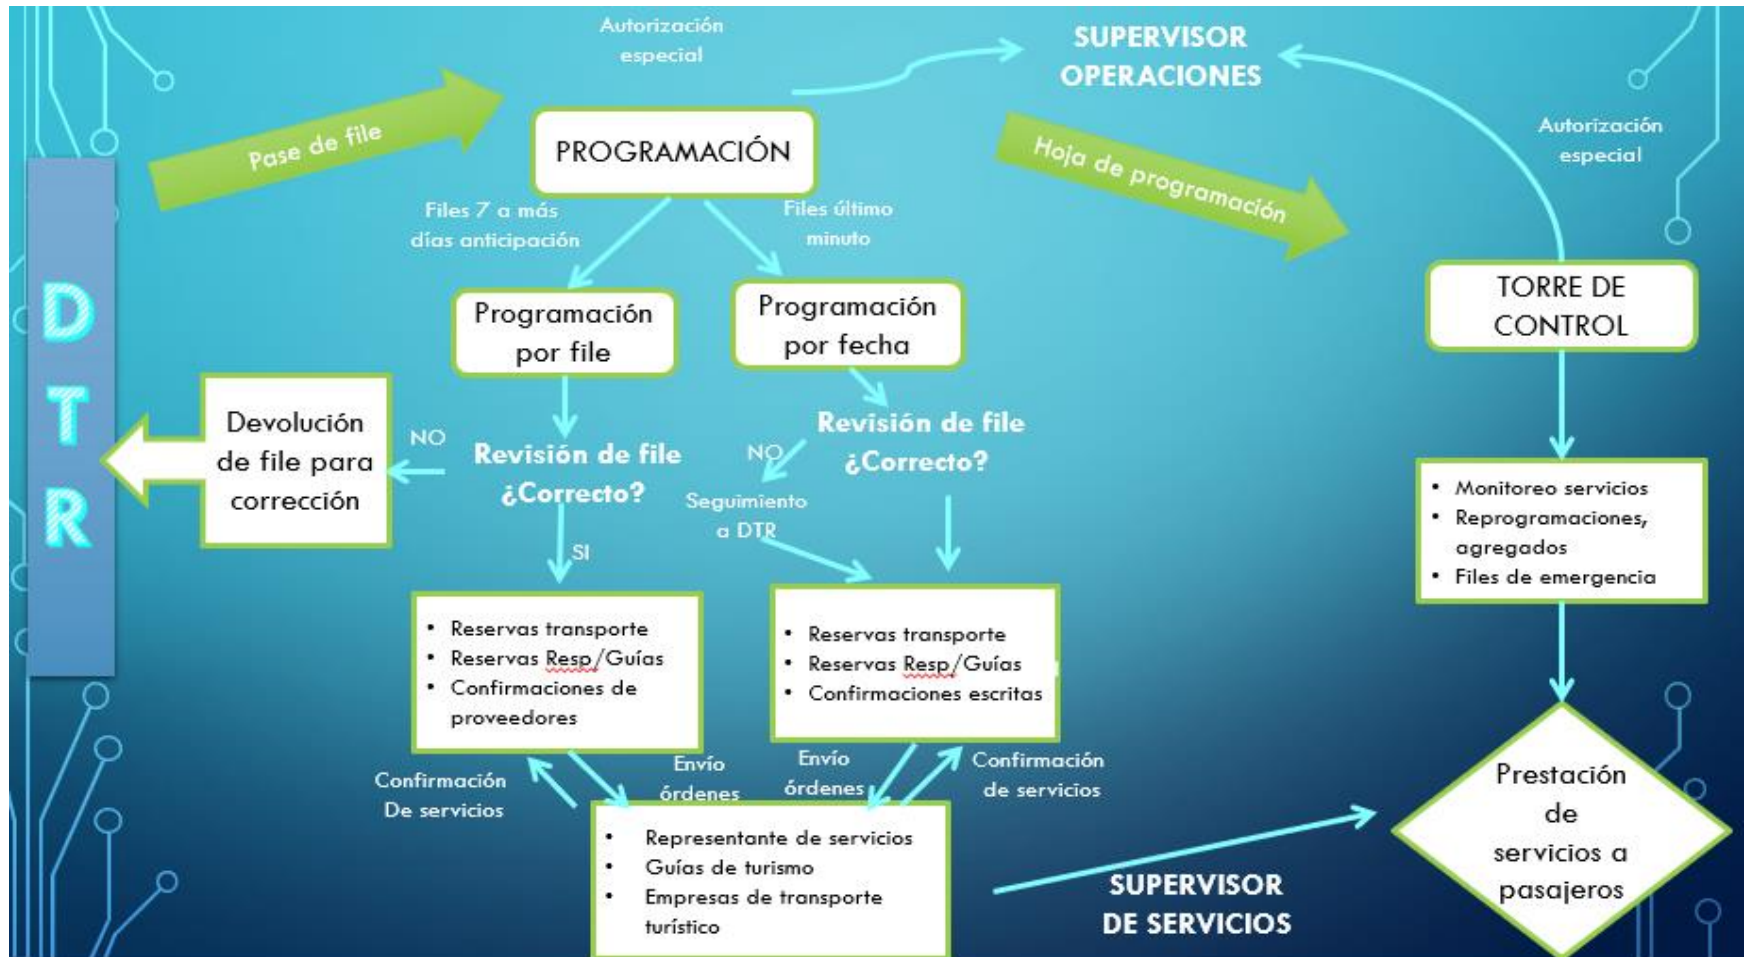 Autorización
especial
SUPERVISOR
OPERACIONES
Pase de file
PROGRAMACIÓN
Hoja de programación
Autorización
especial
Files 7 a más
días anticipación
Files último
minuto
DTR
Programación
por file
Programación
por fecha
TORRE DE
CONTROL
Devolución
de file para
corrección
NO
Revisión de file
¿Correcto?
NO
Revisión de file
¿Correcto?
Seguimiento
a DTR
SI
• Monitoreo servicios
• Reprogramaciones,
agregados
• Files de emergencia
• Reservas transporte
• Reservas Resp/Guías
• Confirmaciones de
proveedores
• Reservas transporte
• Reservas Resp/Guías
• Confirmaciones escritas
Confirmación
De servicios
Envío
órdenes
Envío
órdenes
Confirmación
de servicios
• Representante de servicios
• Guías de turismo
• Empresas de transporte
turístico
SUPERVISOR
DE SERVICIOS
Prestación
de
servicios a
pasajeros